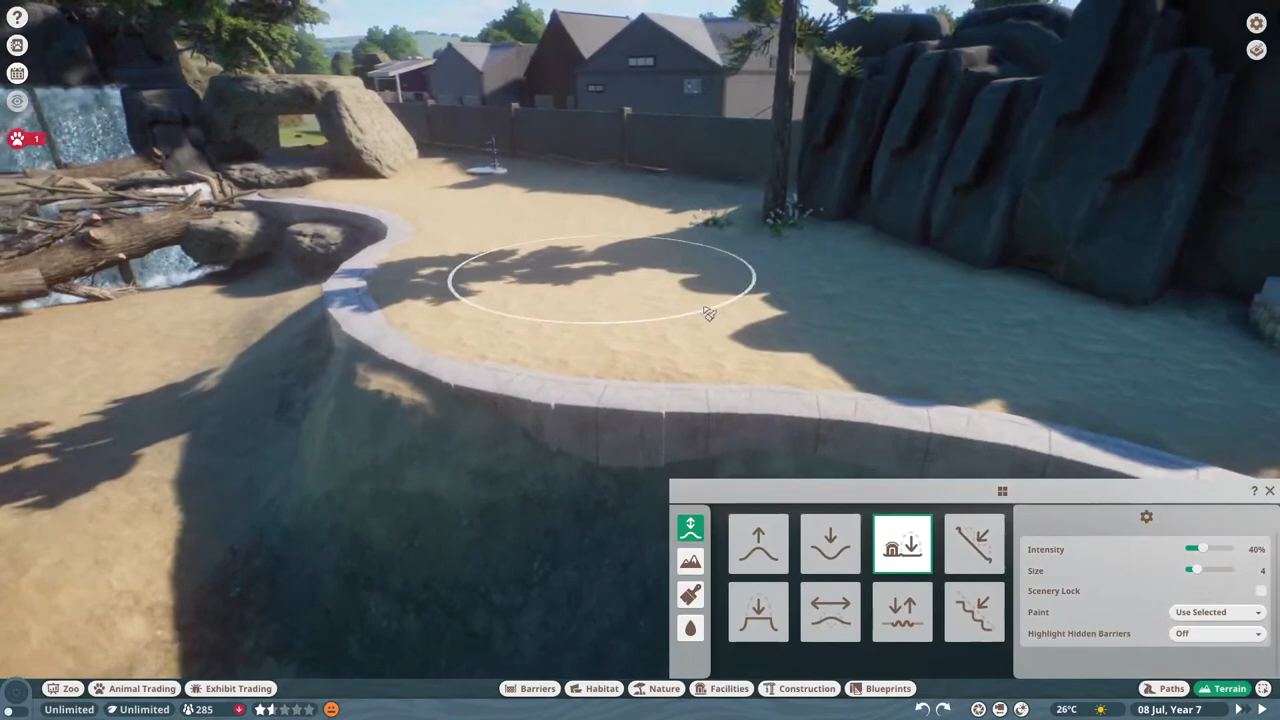 ?
1
?
Intensity 40%
Size 4
Scenery Lock
Paint Use Selected
Highlight Hidden Barriers Off
Zoo Animal Trading Exhibit Trading Barriers Habitat Nature Facilities Construction Blueprints Paths Terrain
Unlimited Unlimited 285 26°C 08 Jul, Year 7